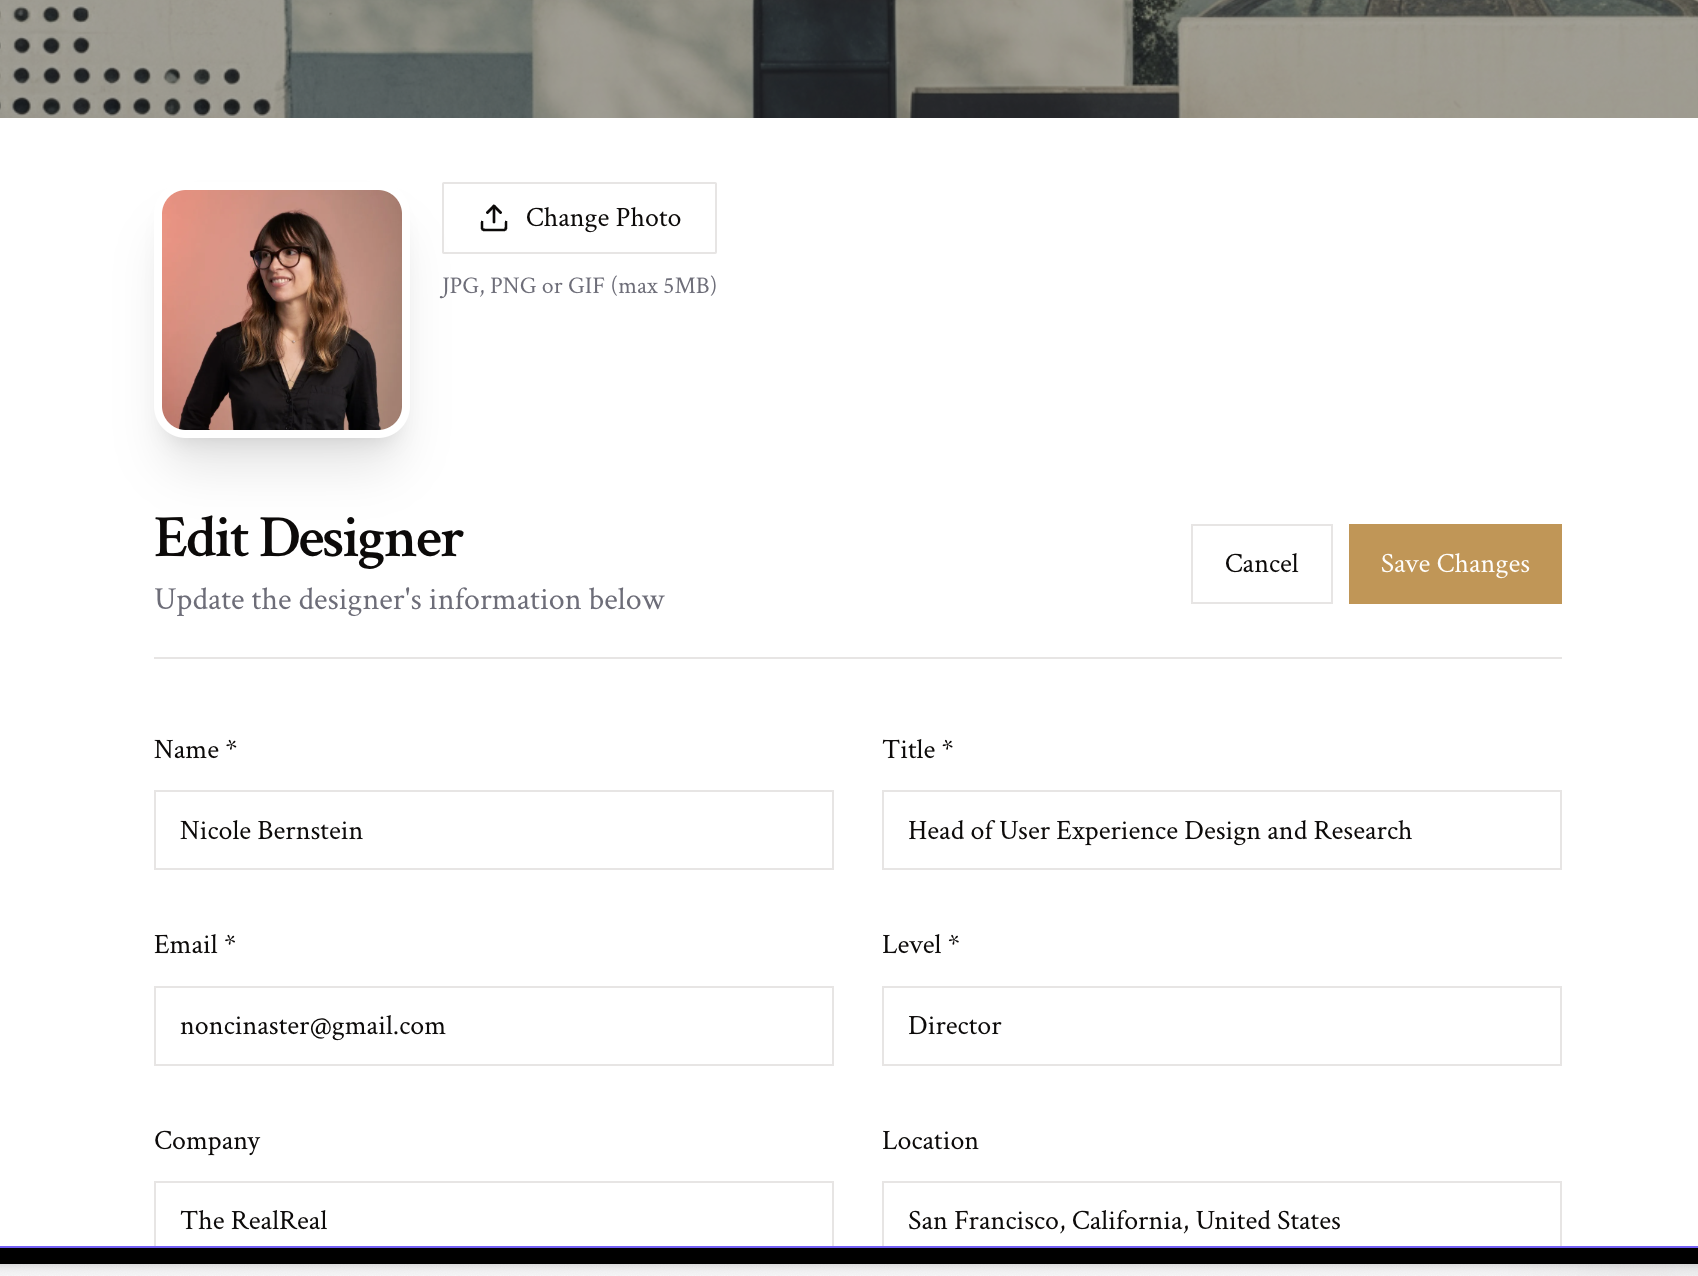 Change Photo
JPG, PNG or GIF (max 5MB)
Edit Designer
Update the designer's information below
Cancel
Save Changes
Name *
Title *
Nicole Bernstein
Head of User Experience Design and Research
Email *
Level *
noncinaster@gmail.com
Director
Company
Location
The RealReal
San Francisco, California, United States